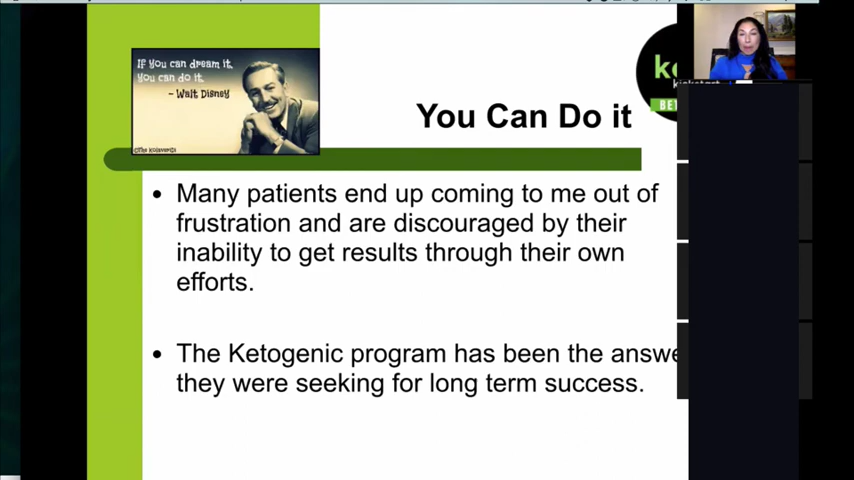 If you can dream it,
you can do it.
~ Walt Disney
You Can Do it
BET
• Many patients end up coming to me out of
frustration and are discouraged by their
inability to get results through their own
efforts.
• The Ketogenic program has been the answe
they were seeking for long term success.